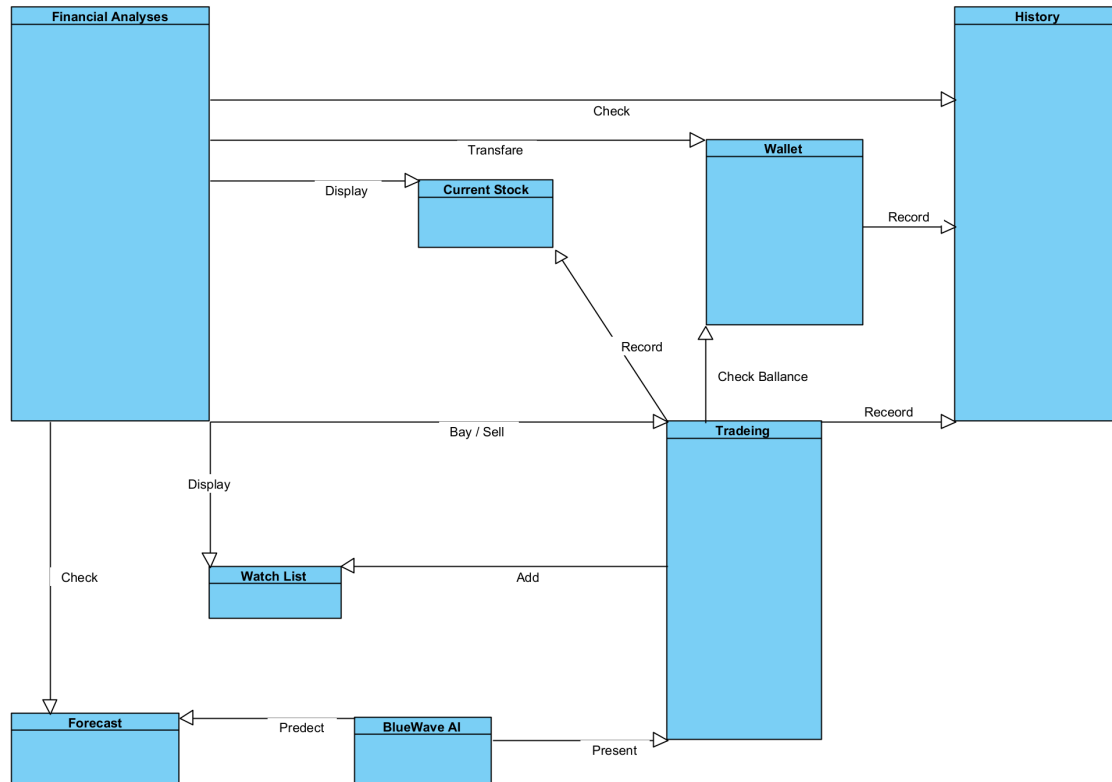 Financial Analyses
History
Check
Transfare
Wallet
Display
Current Stock
Record
Record
Check Ballance
Receord
Bay / Sell
Tradeing
Display
Watch List
Add
Check
Forecast
Predect
BlueWave AI
Present